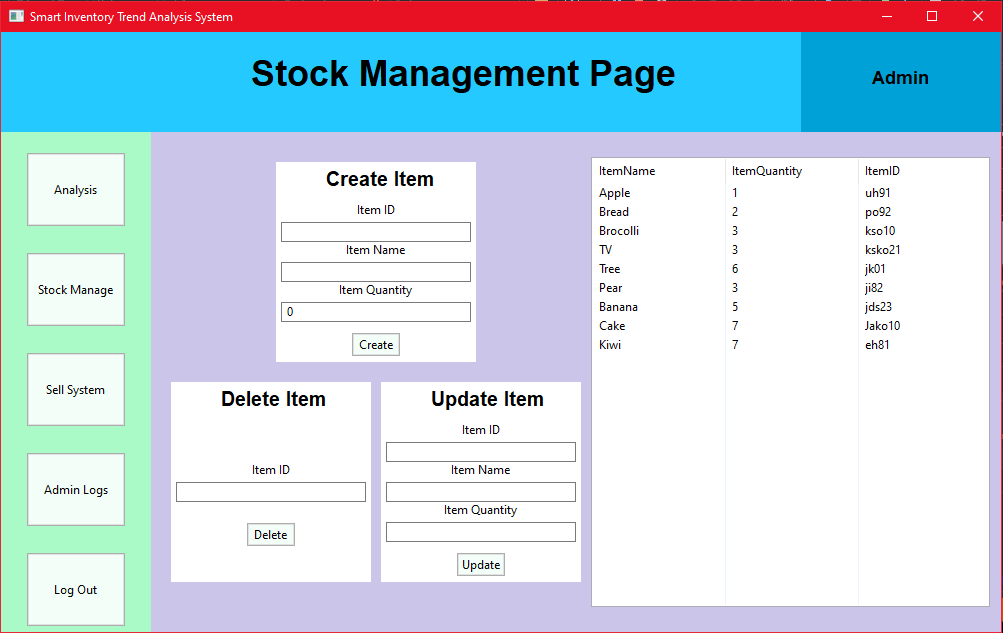 Smart Inventory Trend Analysis System
Stock Management Page
Admin
Analysis
Stock Manage
Sell System
Admin Logs
Log Out
Create Item
Item ID
Item Name
Item Quantity
0
Create
Delete Item
Item ID
Delete
Update Item
Item ID
Item Name
Item Quantity
Update
ItemName ItemQuantity ItemID
Apple 1 uh91
Bread 2 po92
Brocolli 3 kso10
TV 3 ksko21
Tree 6 jk01
Pear 3 ji82
Banana 5 jds23
Cake 7 Jako10
Kiwi 7 eh81